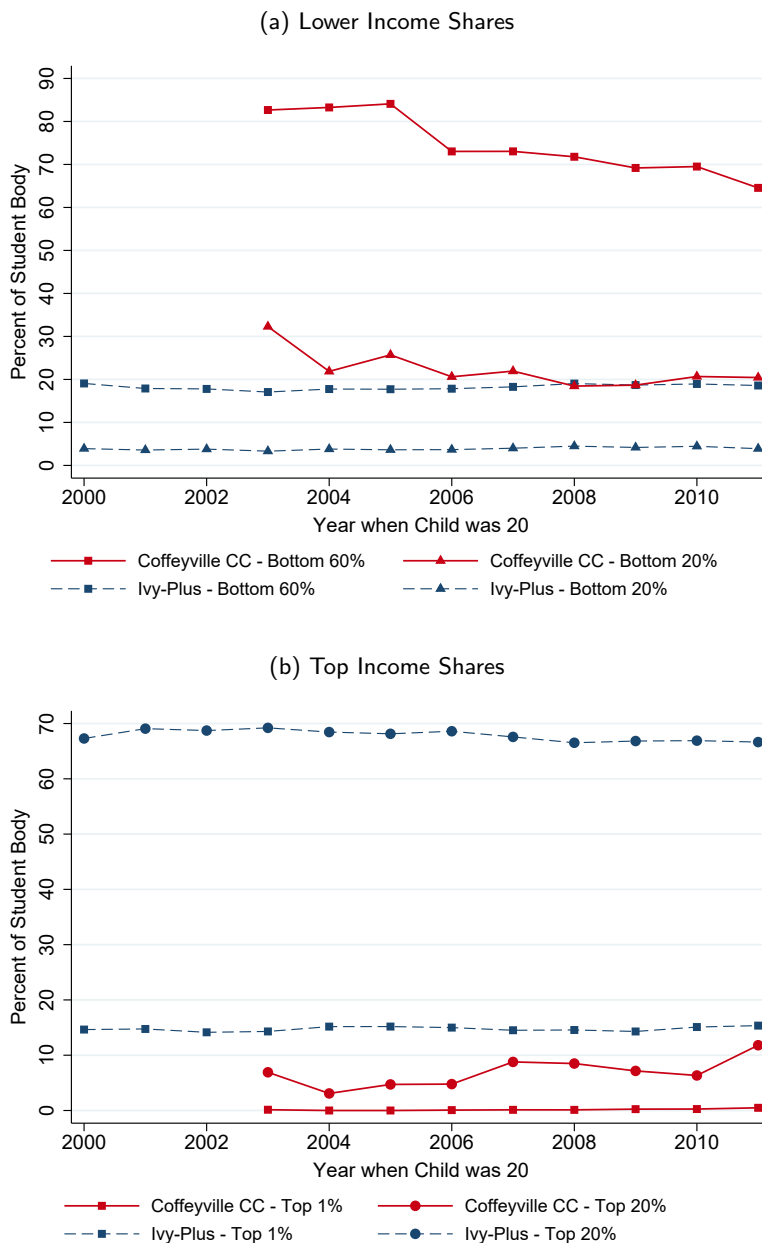 (a) Lower Income Shares
Percent of Student Body
90
80
70
60
50
40
30
20
10
0
2000 2002 2004 2006 2008 2010
Year when Child was 20
Coffeyville CC - Bottom 60% Coffeyville CC - Bottom 20%
Ivy-Plus - Bottom 60% Ivy-Plus - Bottom 20%
(b) Top Income Shares
Percent of Student Body
70
60
50
40
30
20
10
0
2000 2002 2004 2006 2008 2010
Year when Child was 20
Coffeyville CC - Top 1% Coffeyville CC - Top 20%
Ivy-Plus - Top 1% Ivy-Plus - Top 20%